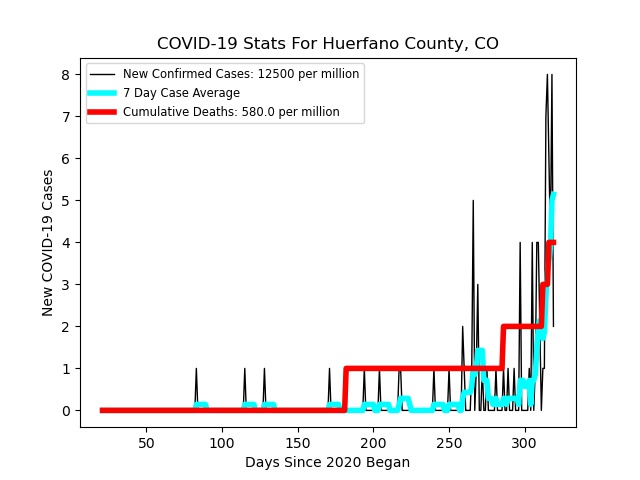 COVID-19 Stats For Huerfano County, CO
New Confirmed Cases: 12500 per million
7 Day Case Average
Cumulative Deaths: 580.0 per million
New COVID-19 Cases
8
7
6
5
4
3
2
1
0
50 100 150 200 250 300
Days Since 2020 Began